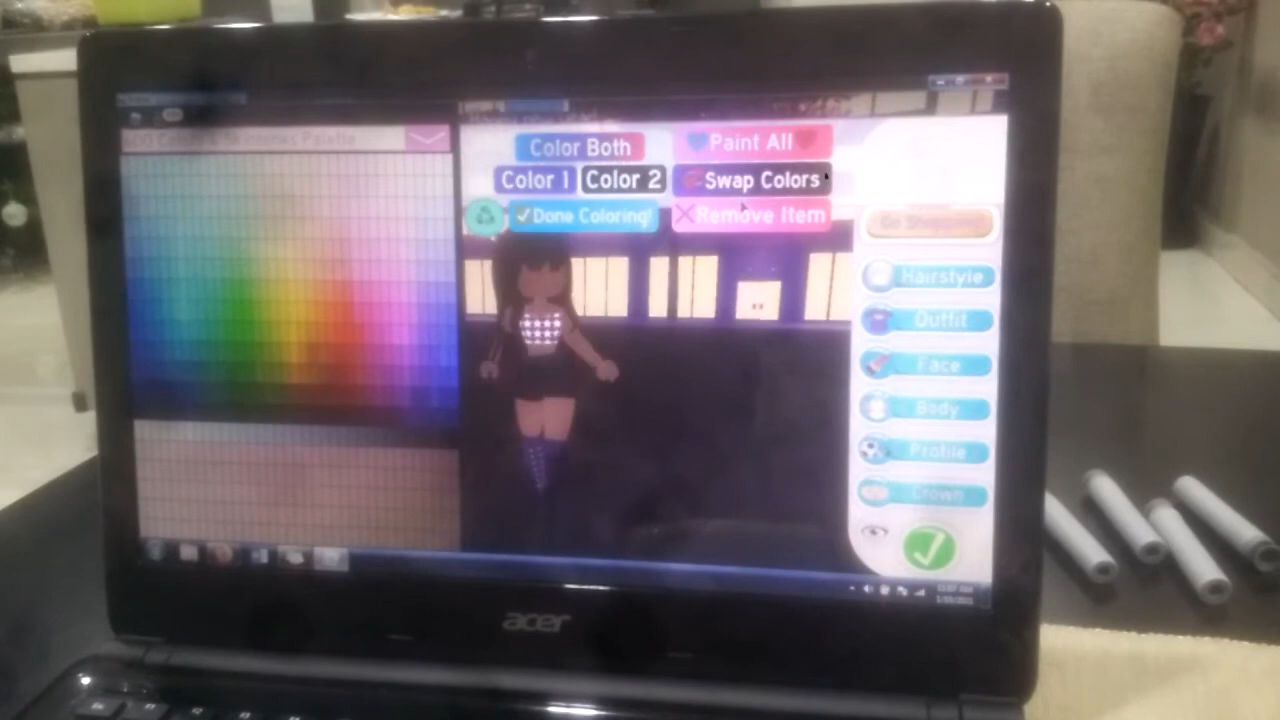 Palette
Color Both
Paint All
Color 1
Color 2
Swap Colors
Done Coloring!
Remove Item
Hairstyle
Outfit
Face
Body
Profile
Crown
acer